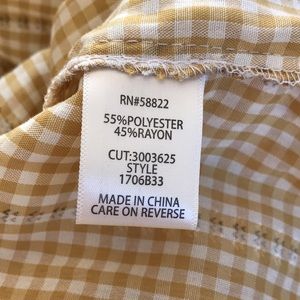 RN#58822
55%POLYESTER
45%RAYON
CUT:3003625
STYLE
1706B33
MADE IN CHINA
CARE ON REVERSE